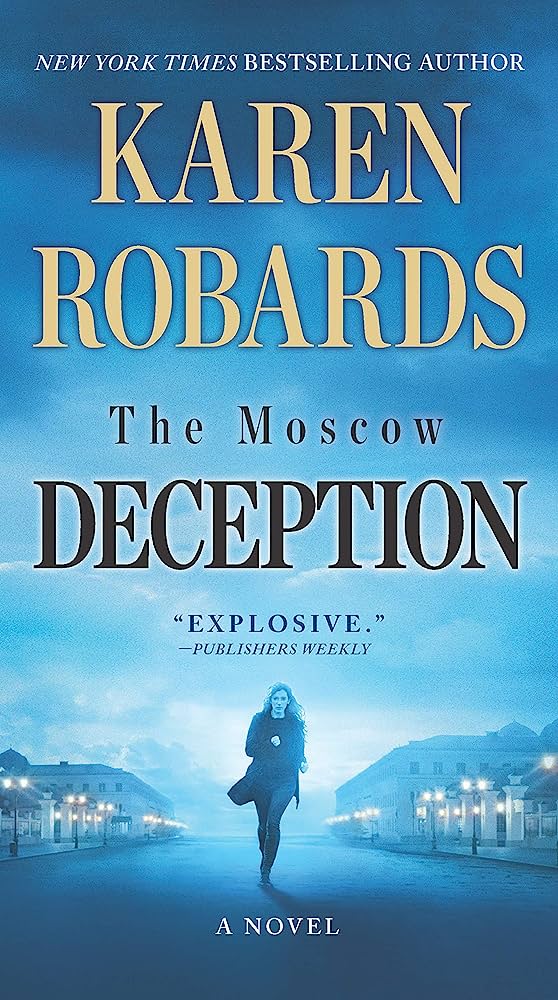 NEW YORK TIMES BESTSELLING AUTHOR
KAREN
ROBARDS
The Moscow
DECEPTION
“EXPLOSIVE.”
—PUBLISHERS WEEKLY
A NOVEL